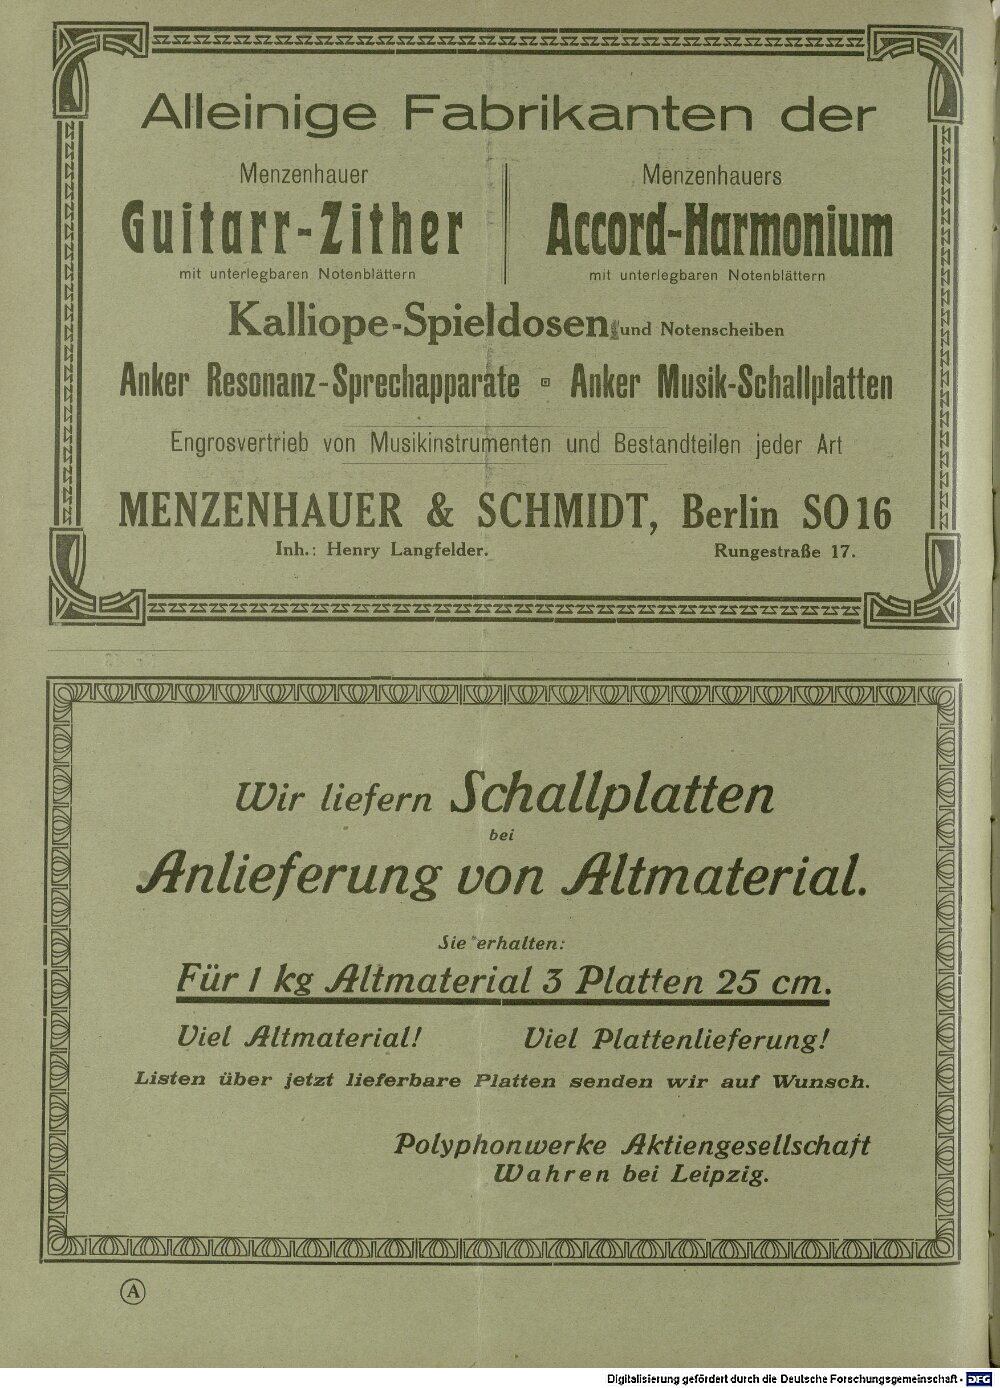 Alleinige Fabrikanten der
Menzenhauer
Guitarr-Zither
mit unterlegbaren Notenblättern
Menzenhauers
Accord-Harmonium
mit unterlegbaren Notenblättern
Kalliope-Spieldosen und Notenscheiben
Anker Resonanz-Sprechapparate ▫ Anker Musik-Schallplatten
Engrosvertrieb von Musikinstrumenten und Bestandteilen jeder Art
MENZENHAUER & SCHMIDT, Berlin SO 16
Inh.: Henry Langfelder. Rungestraße 17.
Wir liefern Schallplatten
bei
Anlieferung von Altmaterial.
Sie erhalten:
Für 1 kg Altmaterial 3 Platten 25 cm.
Viel Altmaterial! Viel Plattenlieferung!
Listen über jetzt lieferbare Platten senden wir auf Wunsch.
Polyphonwerke Aktiengesellschaft
Wahren bei Leipzig.
A
Digitalisierung gefördert durch die Deutsche Forschungsgemeinschaft - DFG